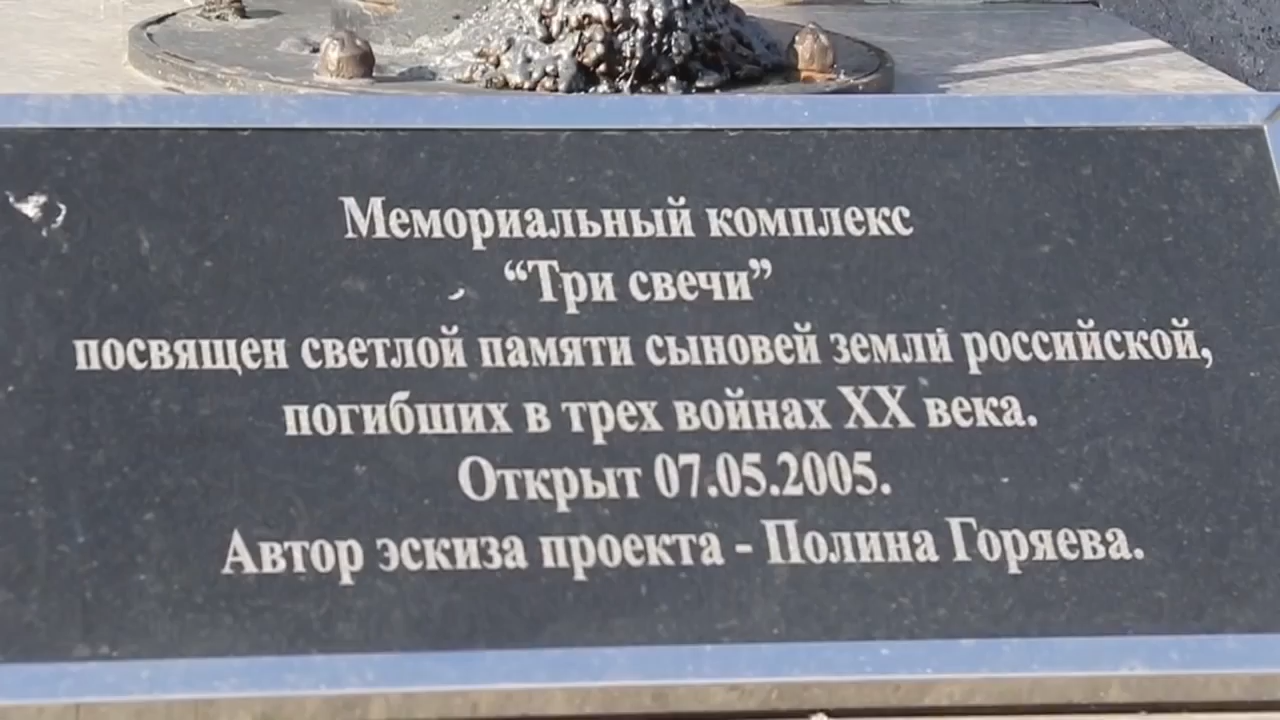 Мемориальный комплекс
“Три свечи”
посвящен светлой памяти сыновей земли российской,
погибших в трех войнах XX века.
Открыт 07.05.2005.
Автор эскиза проекта - Полина Горяева.